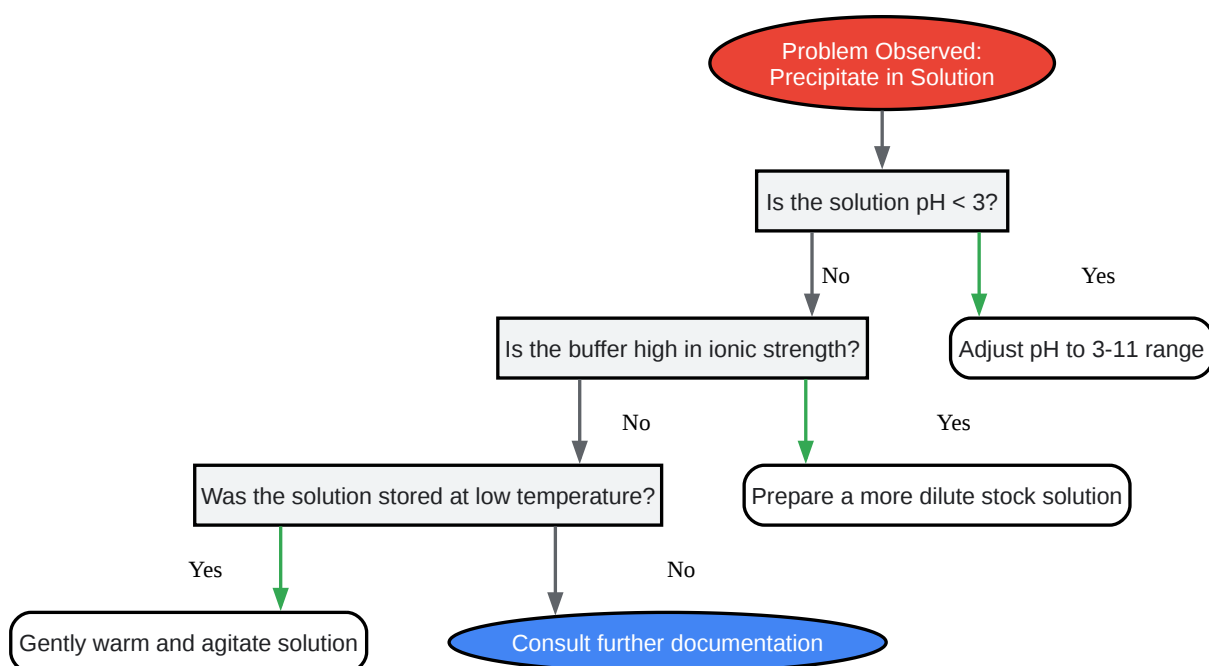 Problem Observed:
Precipitate in Solution
Is the solution pH < 3?
No
Yes
Is the buffer high in ionic strength?
Adjust pH to 3-11 range
No
Yes
Was the solution stored at low temperature?
Prepare a more dilute stock solution
Yes
No
Gently warm and agitate solution
Consult further documentation